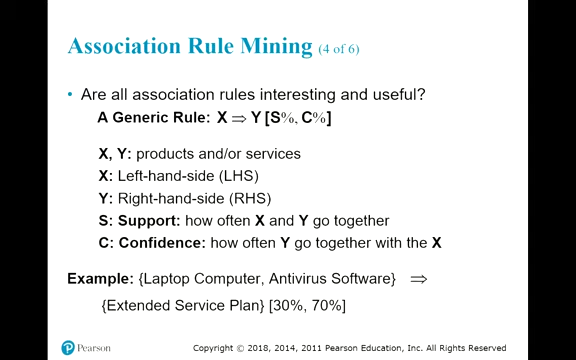 Association Rule Mining (4 of 6)
• Are all association rules interesting and useful?
A Generic Rule: X ⇒ Y [S%, C%]
X, Y: products and/or services
X: Left-hand-side (LHS)
Y: Right-hand-side (RHS)
S: Support: how often X and Y go together
C: Confidence: how often Y go together with the X
Example: {Laptop Computer, Antivirus Software} ⇒
{Extended Service Plan} [30%, 70%]
Pearson
Copyright © 2018, 2014, 2011 Pearson Education, Inc. All Rights Reserved